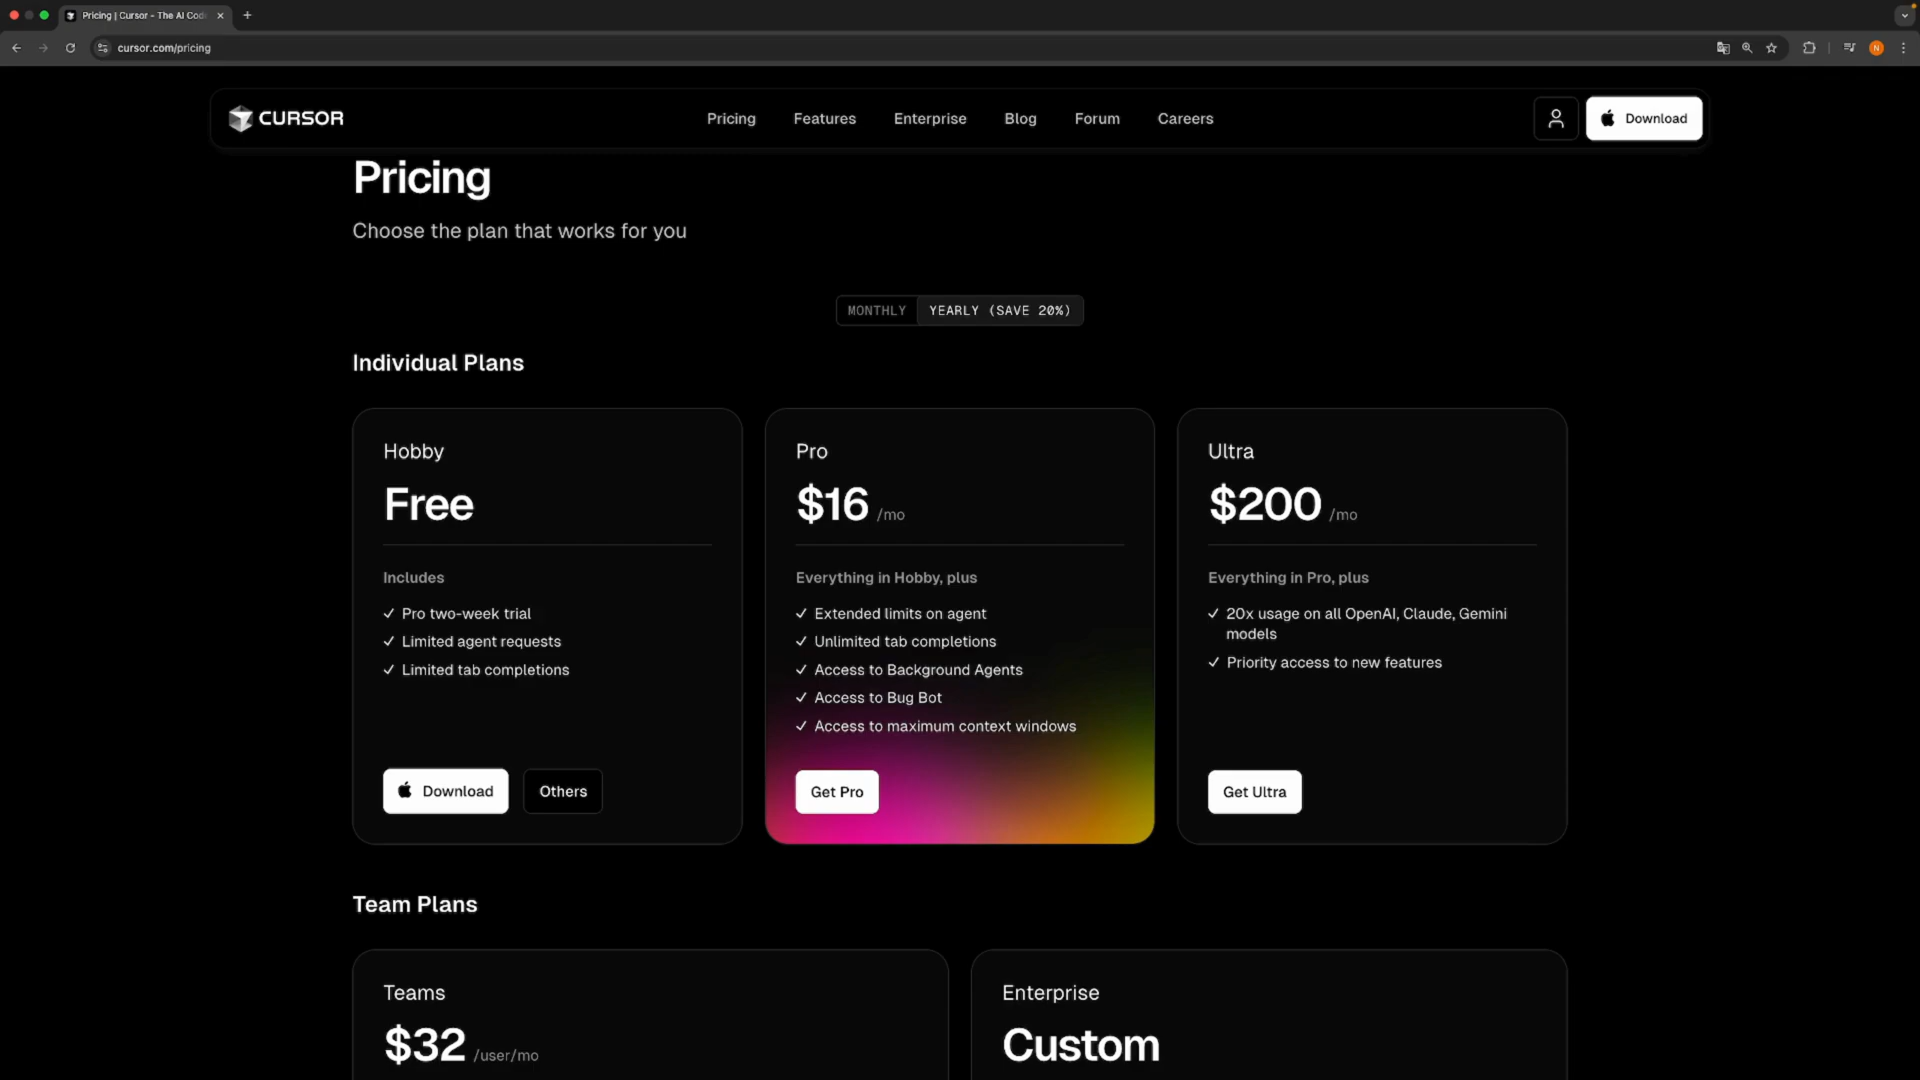 Pricing | Cursor - The AI Cod
cursor.com/pricing
N
CURSOR
Pricing
Features
Enterprise
Blog
Forum
Careers
Download
Pricing
Choose the plan that works for you
MONTHLY
YEARLY (SAVE 20%)
Individual Plans
Hobby
Free
Includes
Pro two-week trial
Limited agent requests
Limited tab completions
Download
Others
Pro
$16 /mo
Everything in Hobby, plus
Extended limits on agent
Unlimited tab completions
Access to Background Agents
Access to Bug Bot
Access to maximum context windows
Get Pro
Ultra
$200 /mo
Everything in Pro, plus
20x usage on all OpenAI, Claude, Gemini
models
Priority access to new features
Get Ultra
Team Plans
Teams
$32 /user/mo
Enterprise
Custom